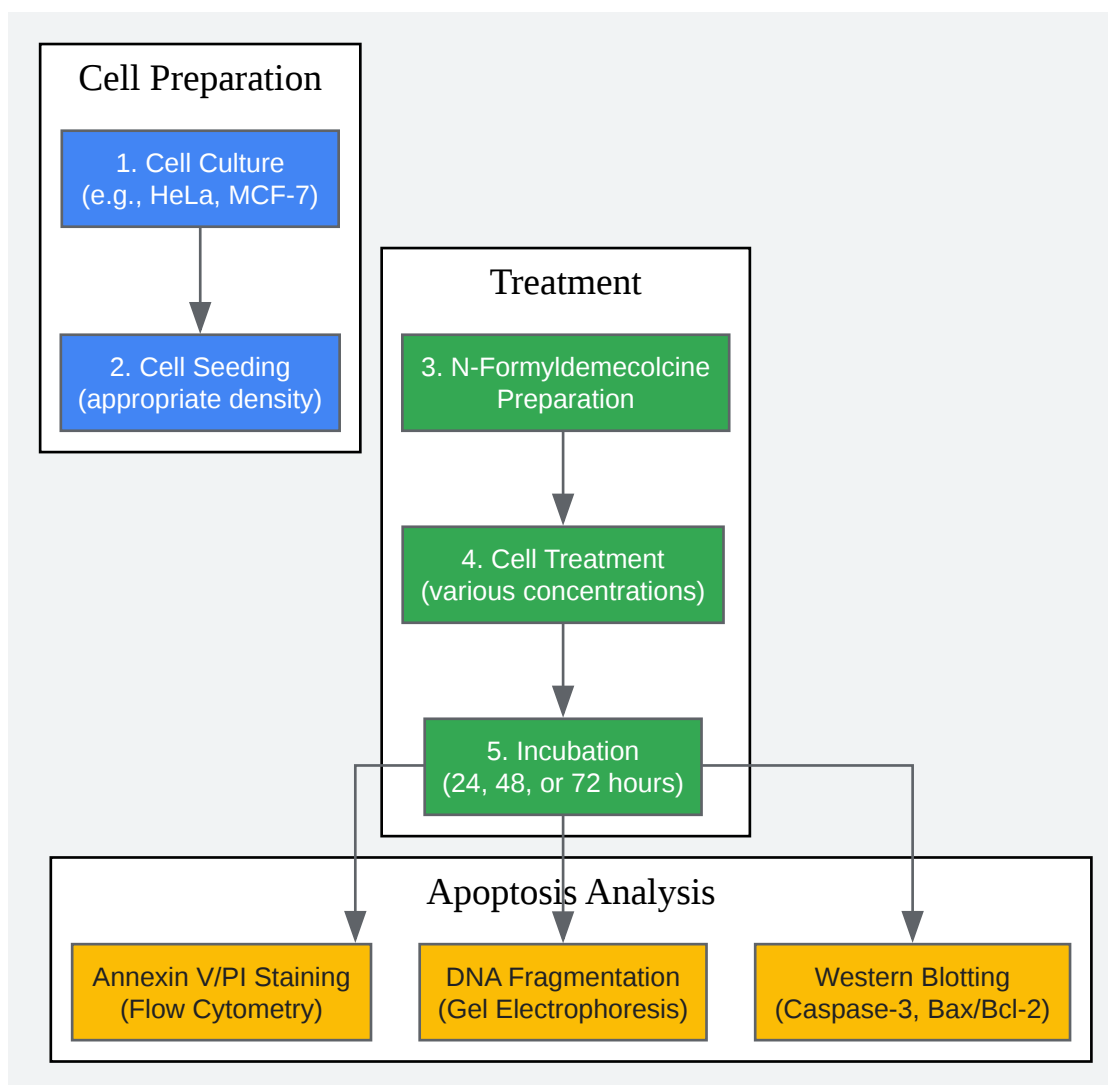 Cell Preparation
1. Cell Culture
(e.g., HeLa, MCF-7)
2. Cell Seeding
(appropriate density)
Treatment
3. N-Formyldemecolcine
Preparation
4. Cell Treatment
(various concentrations)
5. Incubation
(24, 48, or 72 hours)
Apoptosis Analysis
Annexin V/PI Staining
(Flow Cytometry)
DNA Fragmentation
(Gel Electrophoresis)
Western Blotting
(Caspase-3, Bax/Bcl-2)